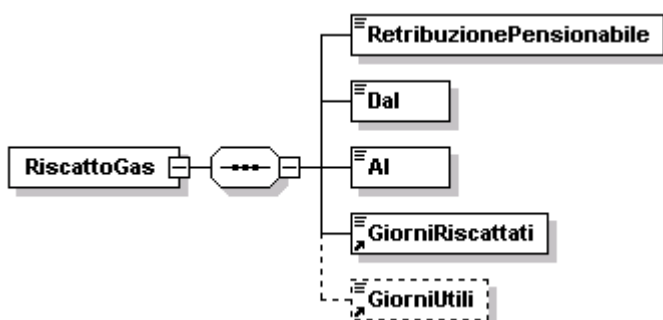 RetribuzionePensionabile
Dal
RiscattoGas
Al
GiorniRiscattati
GiorniUtili